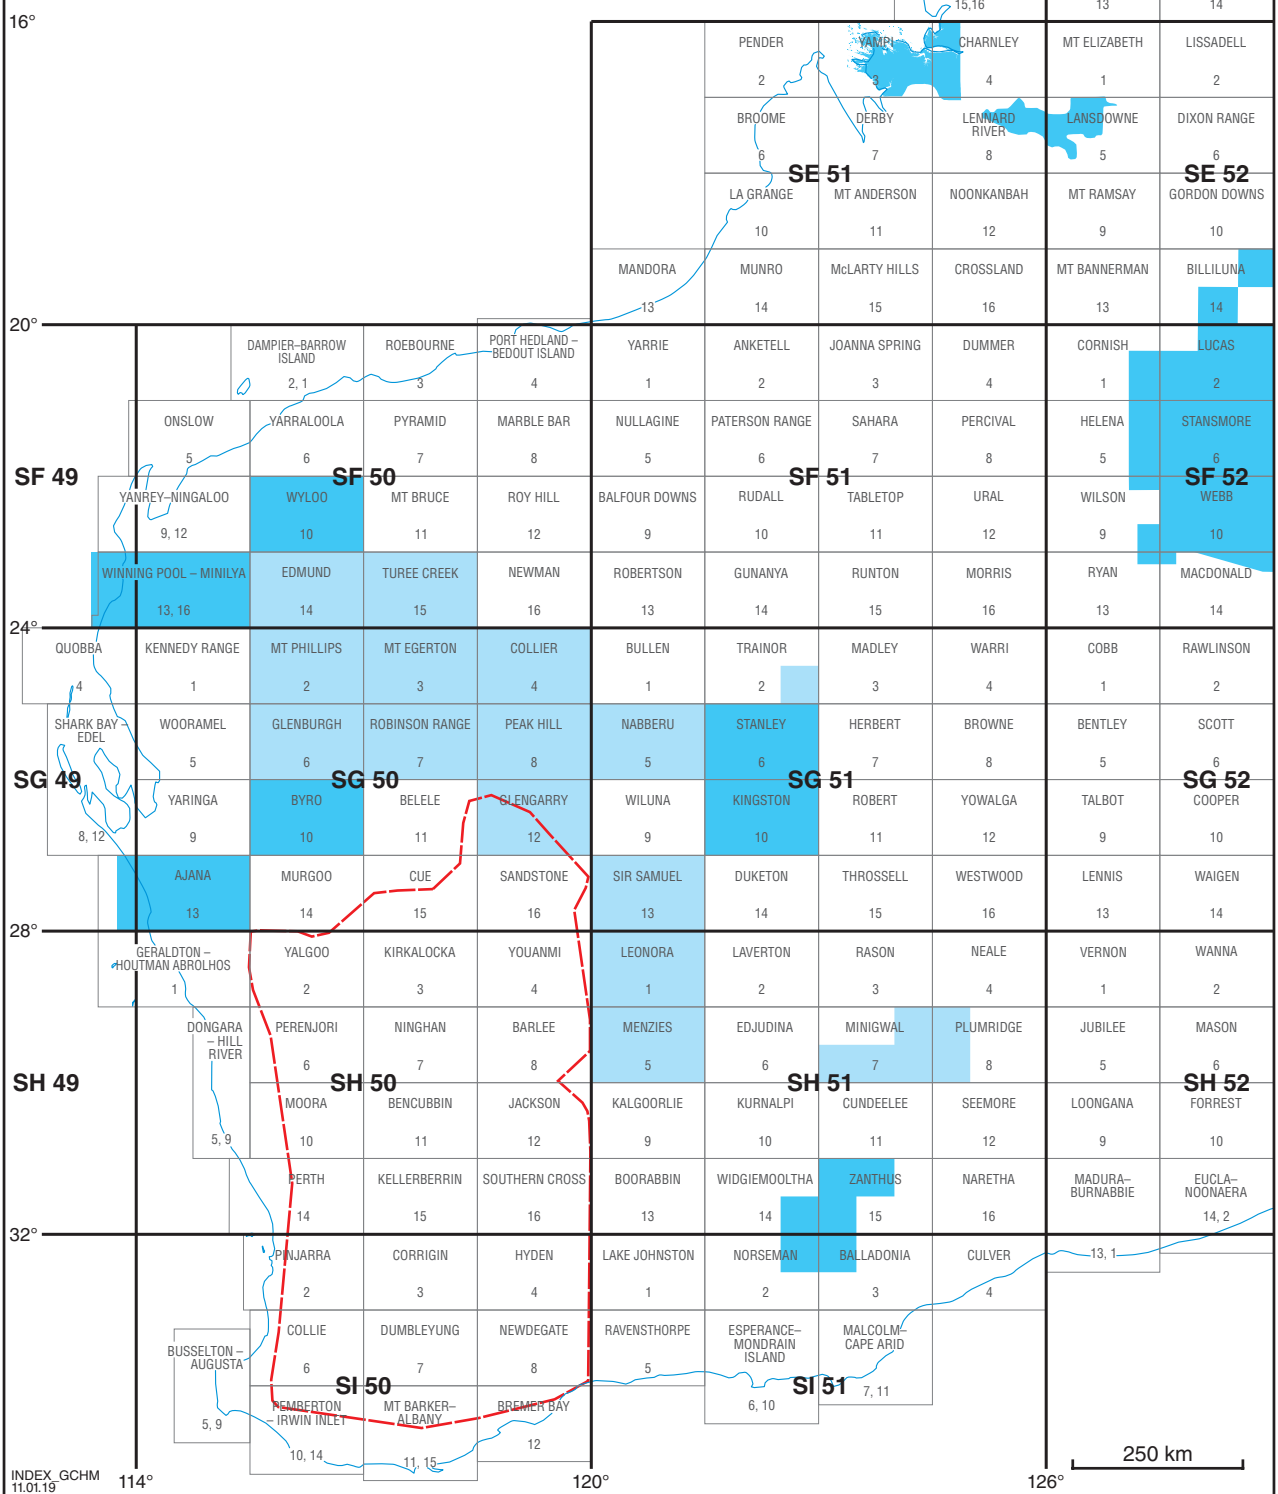 15,16 13 14
16°
PENDER YAMPI CHARNLEY MT ELIZABETH LISSADELL
2 3 4 1 2
BROOME DERBY LENNARD RIVER LANSDOWNE DIXON RANGE
6 7 8 5 6
SE 51 SE 52
LA GRANGE MT ANDERSON NOONKANBAH MT RAMSAY GORDON DOWNS
10 11 12 9 10
MANDORA MUNRO McLARTY HILLS CROSSLAND MT BANNERMAN BILLILUNA
13 14 15 16 13 14
20°
DAMPIER–BARROW ISLAND ROEBOURNE PORT HEDLAND – BEDOUT ISLAND YARRIE ANKETELL JOANNA SPRING DUMMER CORNISH LUCAS
2, 1 3 4 1 2 3 4 1 2
ONSLOW YARRALOOLA PYRAMID MARBLE BAR NULLAGINE PATERSON RANGE SAHARA PERCIVAL HELENA STANSMORE
5 6 7 8 5 6 7 8 5 6
SF 49 SF 50 SF 51 SF 52
YANREY–NINGALOO WYLOO MT BRUCE ROY HILL BALFOUR DOWNS RUDALL TABLETOP URAL WILSON WEBB
9, 12 10 11 12 9 10 11 12 9 10
WINNING POOL – MINILYA EDMUND TUREE CREEK NEWMAN ROBERTSON GUNANYA RUNTON MORRIS RYAN MACDONALD
13, 16 14 15 16 13 14 15 16 13 14
24°
QUOBBA KENNEDY RANGE MT PHILLIPS MT EGERTON COLLIER BULLEN TRAINOR MADLEY WARRI COBB RAWLINSON
4 1 2 3 4 1 2 3 4 1 2
SHARK BAY – EDEL WOORAMEL GLENBURGH ROBINSON RANGE PEAK HILL NABBERU STANLEY HERBERT BROWNE BENTLEY SCOTT
5 6 7 8 5 6 7 8 5 6
SG 49 SG 50 SG 51 SG 52
YARINGA BYRO BELELE GLENGARRY WILUNA KINGSTON ROBERT YOWALGA TALBOT COOPER
8, 12 9 10 11 12 9 10 11 12 9 10
AJANA MURGOO CUE SANDSTONE SIR SAMUEL DUKETON THROSSELL WESTWOOD LENNIS WAIGEN
13 14 15 16 13 14 15 16 13 14
28°
GERALDTON – HOUTMAN ABROLHOS YALGOO KIRKALOCKA YOUANMI LEONORA LAVERTON RASON NEALE VERNON WANNA
1 2 3 4 1 2 3 4 1 2
DONGARA – HILL RIVER PERENJORI NINGHAN BARLEE MENZIES EDJUDINA MINIGWAL PLUMRIDGE JUBILEE MASON
6 7 8 5 6 7 8 5 6
SH 49 SH 50 SH 51 SH 52
MOORA BENCUBBIN JACKSON KALGOORLIE KURNALPI CUNDEELEE SEEMORE LOONGANA FORREST
5, 9 10 11 12 9 10 11 12 9 10
PERTH KELLERBERRIN SOUTHERN CROSS BOORABBIN WIDGIEMOOLTHA ZANTHUS NARETHA MADURA– BURNABBIE EUCLA– NOONAERA
14 15 16 13 14 15 16 14, 2
32°
PINJARRA CORRIGIN HYDEN LAKE JOHNSTON NORSEMAN BALLADONIA CULVER 13, 1
2 3 4 1 2 3 4
BUSSELTON – AUGUSTA COLLIE DUMBLEYUNG NEWDEGATE RAVENSTHORPE ESPERANCE– MONDRAIN ISLAND MALCOLM– CAPE ARID
6 7 8 5 6, 10 7, 11
SI 50 SI 51
PEMBERTON – IRWIN INLET MT BARKER– ALBANY BREMER BAY
5, 9 10, 14 11, 15 12
250 km
INDEX_GCHM
11.01.19
114° 120° 126°